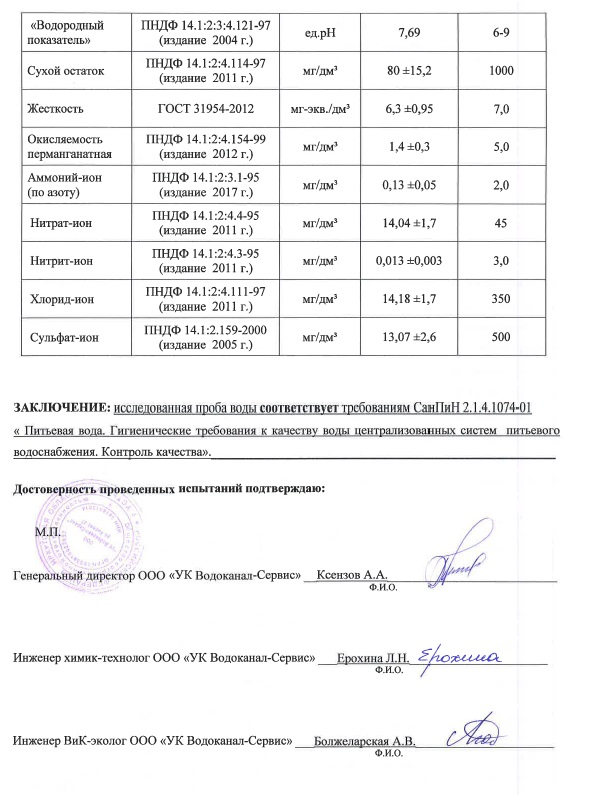 «Водородный показатель» ПНДФ 14.1:2:3:4.121-97 (издание 2004 г.) ед.рН 7,69 6-9
Сухой остаток ПНДФ 14.1:2:4.114-97 (издание 2011 г.) мг/дм³ 80 ±15,2 1000
Жесткость ГОСТ 31954-2012 мг-экв./дм³ 6,3 ±0,95 7,0
Окисляемость перманганатная ПНДФ 14.1:2:4.154-99 (издание 2012 г.) мг/дм³ 1,4 ±0,3 5,0
Аммоний-ион (по азоту) ПНДФ 14.1:2:3.1-95 (издание 2017 г.) мг/дм³ 0,13 ±0,05 2,0
Нитрат-ион ПНДФ 14.1:2:4.4-95 (издание 2011 г.) мг/дм³ 14,04 ±1,7 45
Нитрит-ион ПНДФ 14.1:2:4.3-95 (издание 2011 г.) мг/дм³ 0,013 ±0,003 3,0
Хлорид-ион ПНДФ 14.1:2:4.111-97 (издание 2011 г.) мг/дм³ 14,18 ±1,7 350
Сульфат-ион ПНДФ 14.1:2.159-2000 (издание 2005 г.) мг/дм³ 13,07 ±2,6 500
ЗАКЛЮЧЕНИЕ: исследованная проба воды соответствует требованиям СанПиН 2.1.4.1074-01
« Питьевая вода. Гигиенические требования к качеству воды централизованных систем питьевого
водоснабжения. Контроль качества».
Достоверность проведенных испытаний подтверждаю:
М.П.
Генеральный директор ООО «УК Водоканал-Сервис» Ксензов А.А.
Ф.И.О.
Инженер химик-технолог ООО «УК Водоканал-Сервис» Ерохина Л.Н. Ерохина
Ф.И.О.
Инженер ВиК-эколог ООО «УК Водоканал-Сервис» Болжеларская А.В.
Ф.И.О.